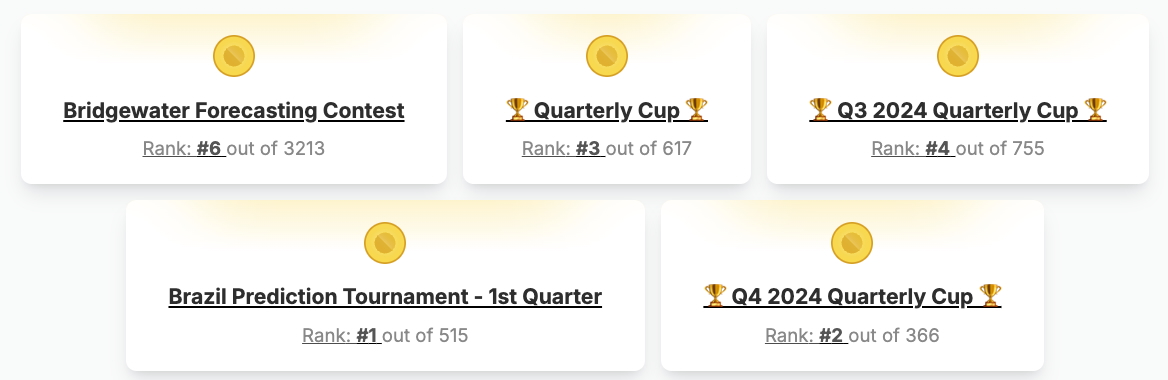 Bridgewater Forecasting Contest
Rank: #6 out of 3213
🏆 Quarterly Cup 🏆
Rank: #3 out of 617
🏆 Q3 2024 Quarterly Cup 🏆
Rank: #4 out of 755
Brazil Prediction Tournament - 1st Quarter
Rank: #1 out of 515
🏆 Q4 2024 Quarterly Cup 🏆
Rank: #2 out of 366